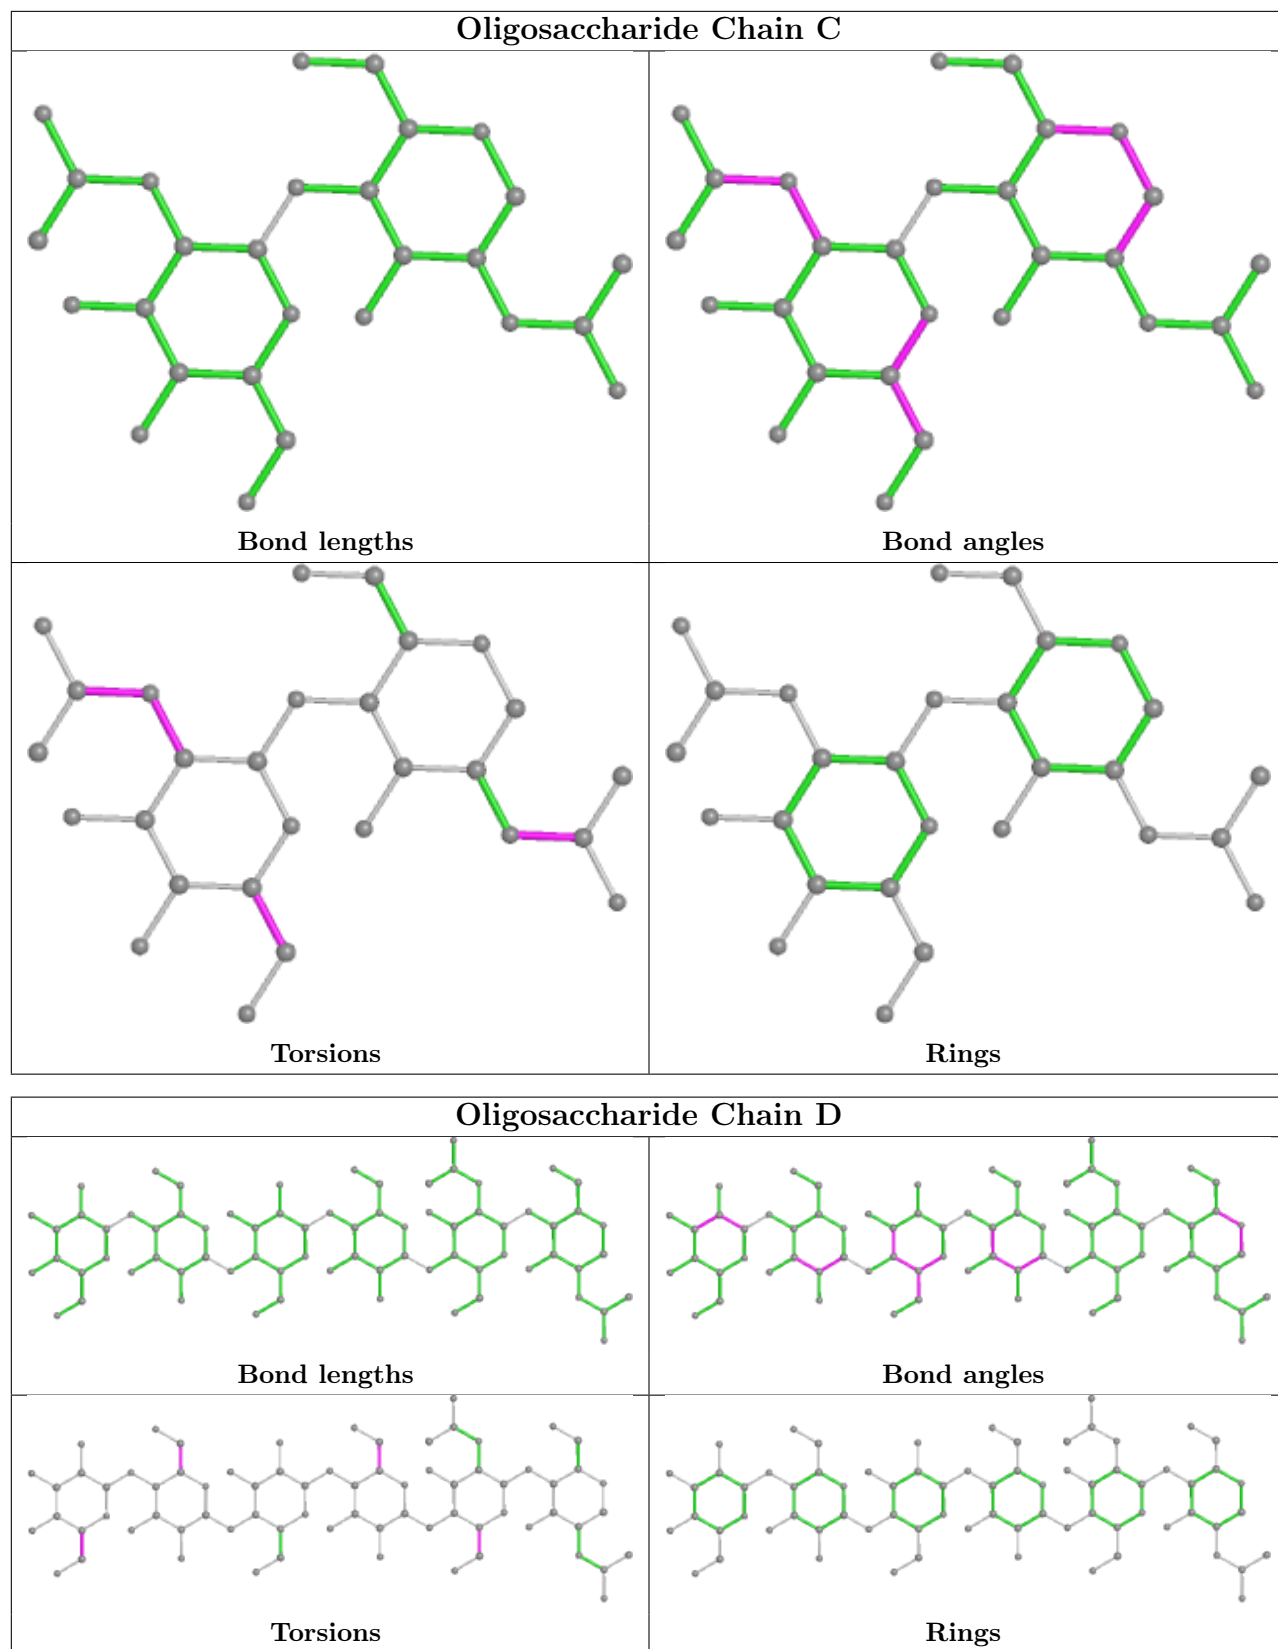 Oligosaccharide Chain C
Bond lengths
Bond angles
Torsions
Rings
Oligosaccharide Chain D
Bond lengths
Bond angles
Torsions
Rings